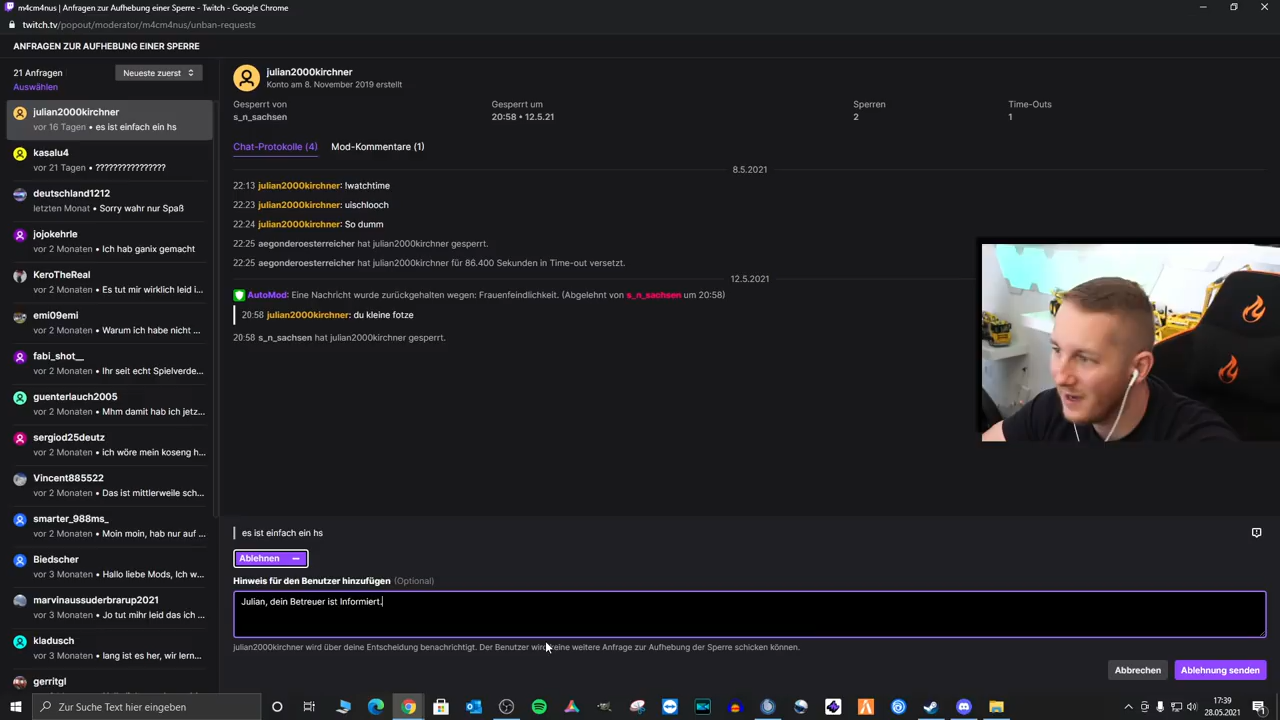 m4cm4nus | Anfragen zur Aufhebung einer Sperre - Twitch - Google Chrome
twitch.tv/popout/moderator/m4cm4nus/unban-requests
ANFRAGEN ZUR AUFHEBUNG EINER SPERRE
21 Anfragen
Neueste zuerst
Auswählen
julian2000kirchner
vor 16 Tagen • es ist einfach ein hs
kasalu4
vor 21 Tagen • ????????????????
deutschland1212
letzten Monat • Sorry wahr nur Spaß
jojokehrle
vor 2 Monaten • Ich hab ganix gemacht
KeroTheReal
vor 2 Monaten • Es tut mir wirklich leid i...
emi09emi
vor 2 Monaten • Warum ich habe nicht ...
fabi_shot__
vor 2 Monaten • Ihr seit echt Spielverde...
guenterlauch2005
vor 2 Monaten • Mhm damit hab ich jetz...
sergiod25deutz
vor 2 Monaten • ich wöre mein koseng h...
Vincent885522
vor 2 Monaten • Das ist mittlerweile sch...
smarter_988ms_
vor 2 Monaten • Moin moin, hab nur auf ...
Biedscher
vor 3 Monaten • Hallo liebe Mods, Ich w...
marvinaussuderbrarup2021
vor 3 Monaten • Jo tut mihr leid das ich ...
kladusch
vor 3 Monaten • lang ist es her, wir lern...
gerritgl
julian2000kirchner
Konto am 8. November 2019 erstellt
Gesperrt von
s_n_sachsen
Gesperrt um
20:58 • 12.5.21
Sperren
2
Time-Outs
1
Chat-Protokolle (4)
Mod-Kommentare (1)
8.5.2021
22:13 julian2000kirchner: !watchtime
22:23 julian2000kirchner: uischlooch
22:24 julian2000kirchner: So dumm
22:25 aegonderoesterreicher hat julian2000kirchner gesperrt.
22:25 aegonderoesterreicher hat julian2000kirchner für 86.400 Sekunden in Time-out versetzt.
12.5.2021
AutoMod: Eine Nachricht wurde zurückgehalten wegen: Frauenfeindlichkeit. (Abgelehnt von s_n_sachsen um 20:58)
20:58 julian2000kirchner: du kleine fotze
20:58 s_n_sachsen hat julian2000kirchner gesperrt.
es ist einfach ein hs
Ablehnen
Hinweis für den Benutzer hinzufügen (Optional)
Julian, dein Betreuer ist Informiert.
julian2000kirchner wird über deine Entscheidung benachrichtigt. Der Benutzer wird keine weitere Anfrage zur Aufhebung der Sperre schicken können.
Abbrechen
Ablehnung senden
Zur Suche Text hier eingeben
17:39
28.05.2021